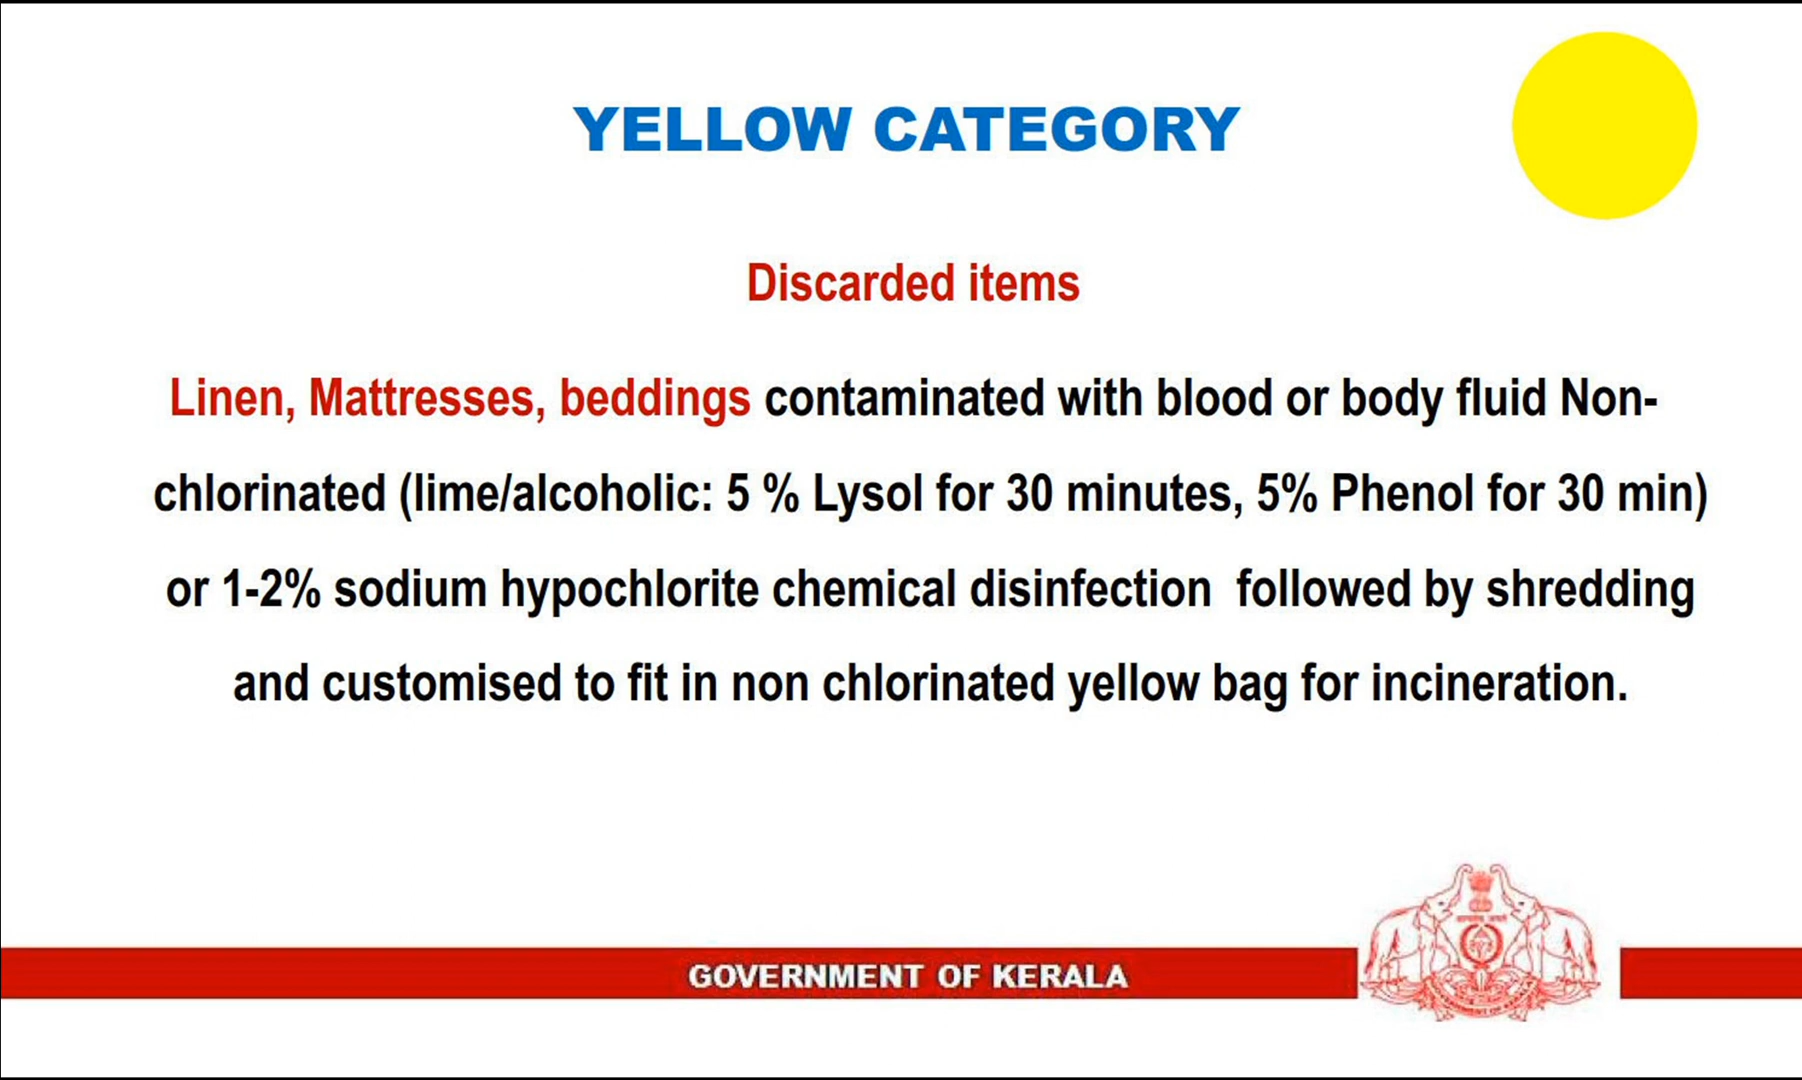 YELLOW CATEGORY
Discarded items
Linen, Mattresses, beddings contaminated with blood or body fluid Non-
chlorinated (lime/alcoholic: 5 % Lysol for 30 minutes, 5% Phenol for 30 min)
or 1-2% sodium hypochlorite chemical disinfection  followed by shredding
and customised to fit in non chlorinated yellow bag for incineration.
GOVERNMENT OF KERALA